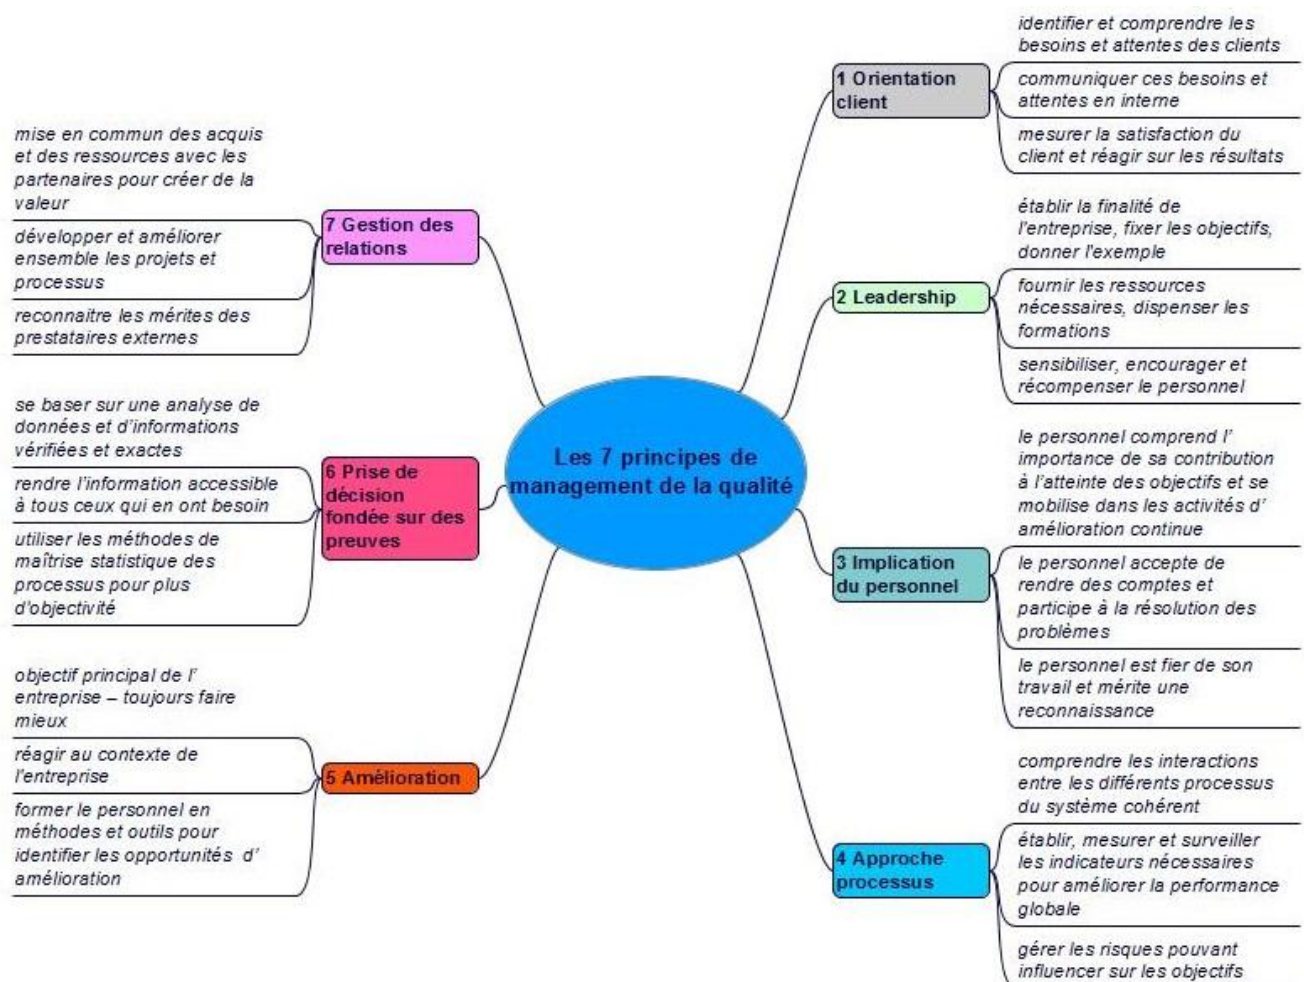 Les 7 principes de
management de la qualité
1 Orientation
client
identifier et comprendre les
besoins et attentes des clients
communiquer ces besoins et
attentes en interne
mesurer la satisfaction du
client et réagir sur les résultats
2 Leadership
établir la finalité de
l'entreprise, fixer les objectifs,
donner l'exemple
fournir les ressources
nécessaires, dispenser les
formations
sensibiliser, encourager et
récompenser le personnel
3 Implication
du personnel
le personnel comprend l'
importance de sa contribution
à l'atteinte des objectifs et se
mobilise dans les activités d'
amélioration continue
le personnel accepte de
rendre des comptes et
participe à la résolution des
problèmes
le personnel est fier de son
travail et mérite une
reconnaissance
4 Approche
processus
comprendre les interactions
entre les différents processus
du système cohérent
établir, mesurer et surveiller
les indicateurs nécessaires
pour améliorer la performance
globale
gérer les risques pouvant
influencer sur les objectifs
5 Amélioration
objectif principal de l'
entreprise – toujours faire
mieux
réagir au contexte de
l'entreprise
former le personnel en
méthodes et outils pour
identifier les opportunités d'
amélioration
6 Prise de
décision
fondée sur des
preuves
se baser sur une analyse de
données et d'informations
vérifiées et exactes
rendre l'information accessible
à tous ceux qui en ont besoin
utiliser les méthodes de
maîtrise statistique des
processus pour plus
d'objectivité
7 Gestion des
relations
mise en commun des acquis
et des ressources avec les
partenaires pour créer de la
valeur
développer et améliorer
ensemble les projets et
processus
reconnaitre les mérites des
prestataires externes